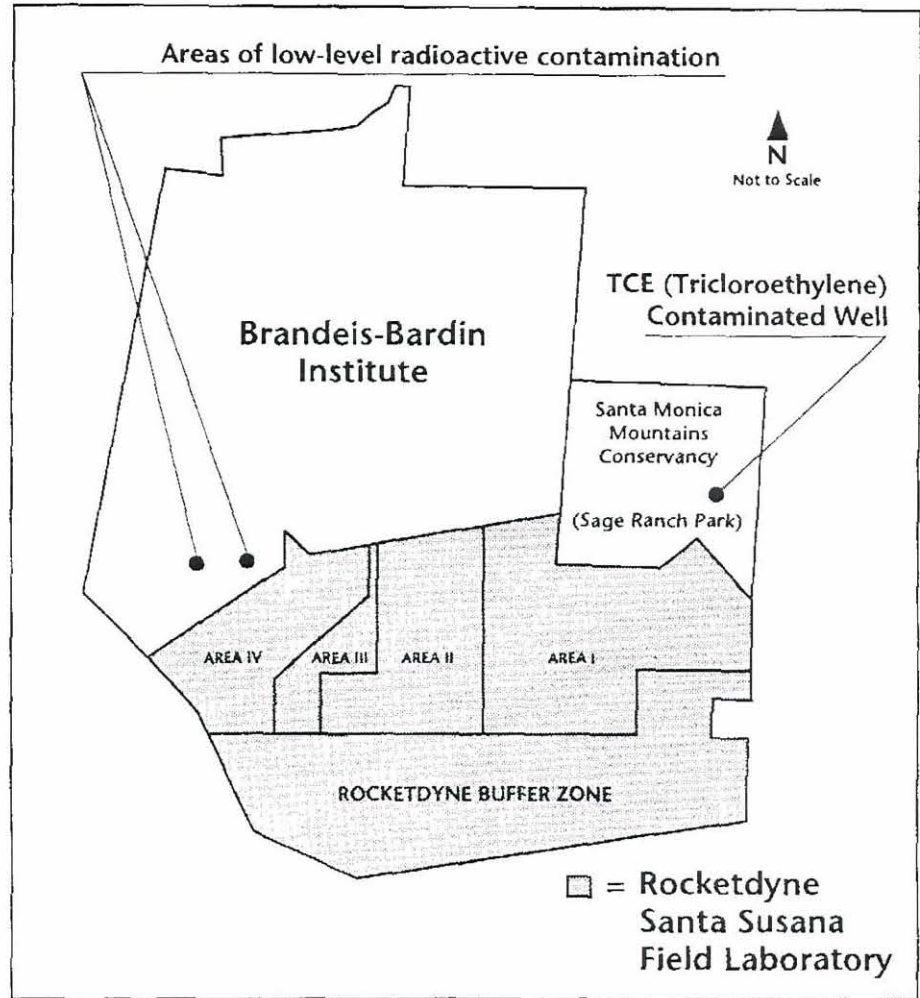 Areas of low-level radioactive contamination
N
Not to Scale
TCE (Tricloroethylene)
Contaminated Well
Brandeis-Bardin
Institute
Santa Monica
Mountains
Conservancy
(Sage Ranch Park)
AREA IV
AREA III
AREA II
AREA I
ROCKETDYNE BUFFER ZONE
= Rocketdyne
Santa Susana
Field Laboratory